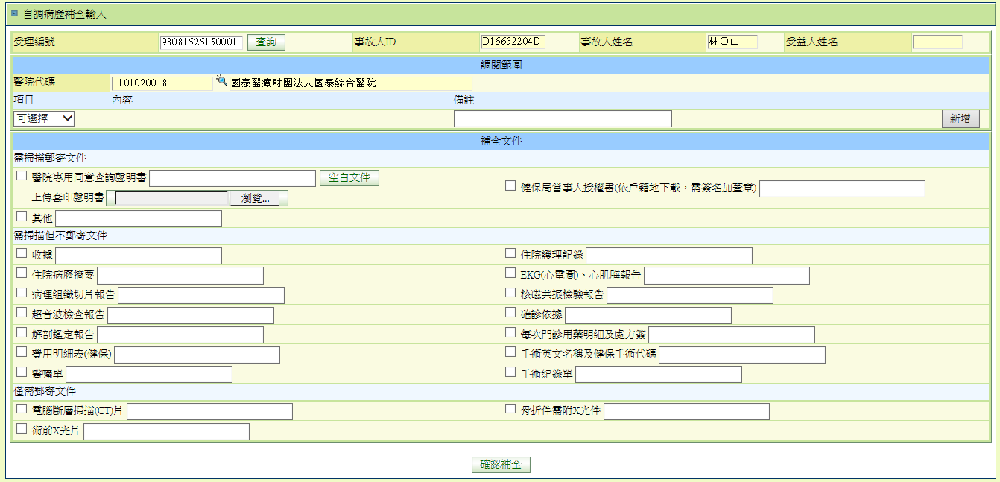 自調病歷補全輸入
受理編號 98081626150001 查詢 事故人ID D16632204D 事故人姓名 林○山 受益人姓名
調閱範圍
醫院代碼 1101020018 國泰醫療財團法人國泰綜合醫院
項目 內容 備註
可選擇 新增
補全文件
需掃描郵寄文件
醫院專用同意查詢聲明書 空白文件
上傳套印聲明書 瀏覽...
健保局當事人授權書(依戶籍地下載，需簽名加蓋章)
其他
需掃描但不郵寄文件
收據 住院護理記錄
住院病歷摘要 EKG(心電圖)、心肌脢報告
病理組織切片報告 核磁共振檢驗報告
超音波檢查報告 確診依據
解剖鑑定報告 每次門診用藥明細及處方簽
費用明細表(健保) 手術英文名稱及健保手術代碼
醫囑單 手術紀錄單
僅需郵寄文件
電腦斷層掃描(CT)片 骨折件需附X光件
術前X光片
確認補全